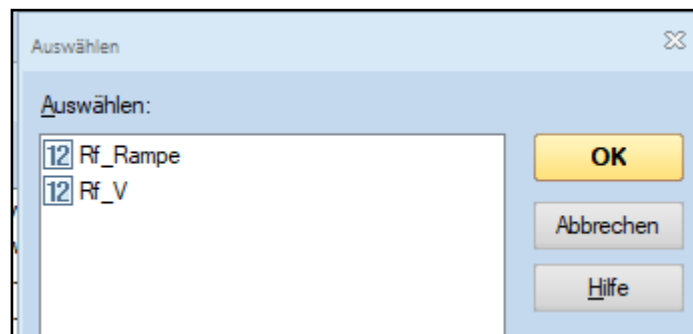 Auswählen
Auswählen:
12 Rf_Rampe
12 Rf_V
OK
Abbrechen
Hilfe